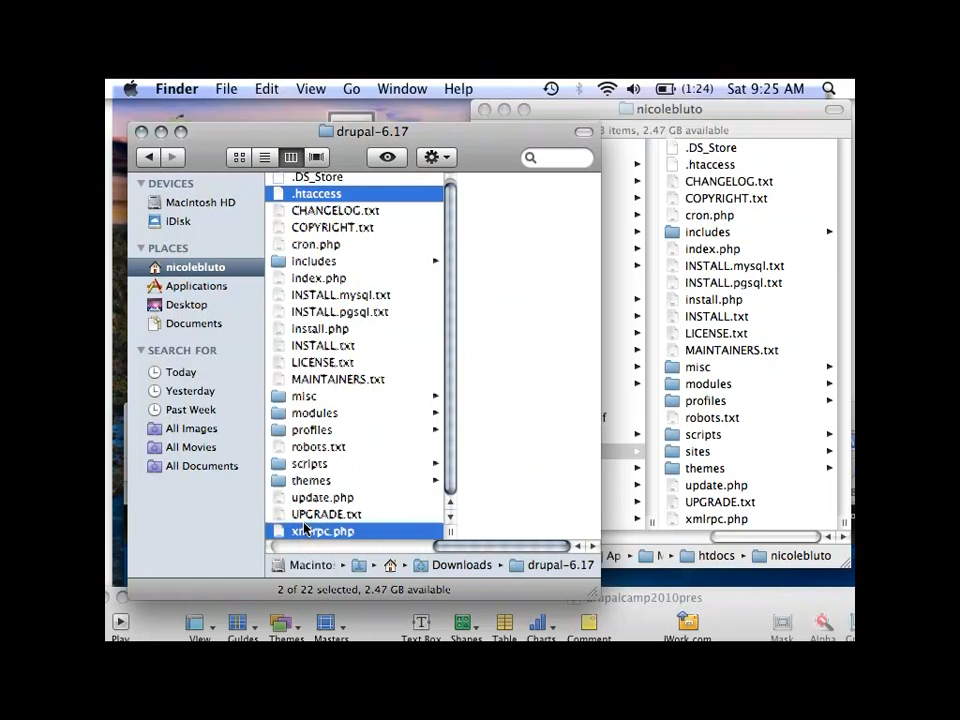 Finder File Edit View Go Window Help (1:24) Sat 9:25 AM
nicolebluto
items, 2.47 GB available
drupal-6.17
DEVICES
Macintosh HD
iDisk
PLACES
nicolebluto
Applications
Desktop
Documents
SEARCH FOR
Today
Yesterday
Past Week
All Images
All Movies
All Documents
.DS_Store
.htaccess
CHANGELOG.txt
COPYRIGHT.txt
cron.php
includes
index.php
INSTALL.mysql.txt
INSTALL.pgsql.txt
install.php
INSTALL.txt
LICENSE.txt
MAINTAINERS.txt
misc
modules
profiles
robots.txt
scripts
themes
update.php
UPGRADE.txt
xmlrpc.php
Macinto Downloads drupal-6.17
2 of 22 selected, 2.47 GB available
.DS_Store
.htaccess
CHANGELOG.txt
COPYRIGHT.txt
cron.php
includes
index.php
INSTALL.mysql.txt
INSTALL.pgsql.txt
install.php
INSTALL.txt
LICENSE.txt
MAINTAINERS.txt
misc
modules
profiles
robots.txt
scripts
sites
themes
update.php
UPGRADE.txt
xmlrpc.php
Ap M htdocs nicolebluto
drupalcamp2010pres
Play View Guides Themes Masters Text Box Shapes Table Charts Comment iWork.com Mask Alpha